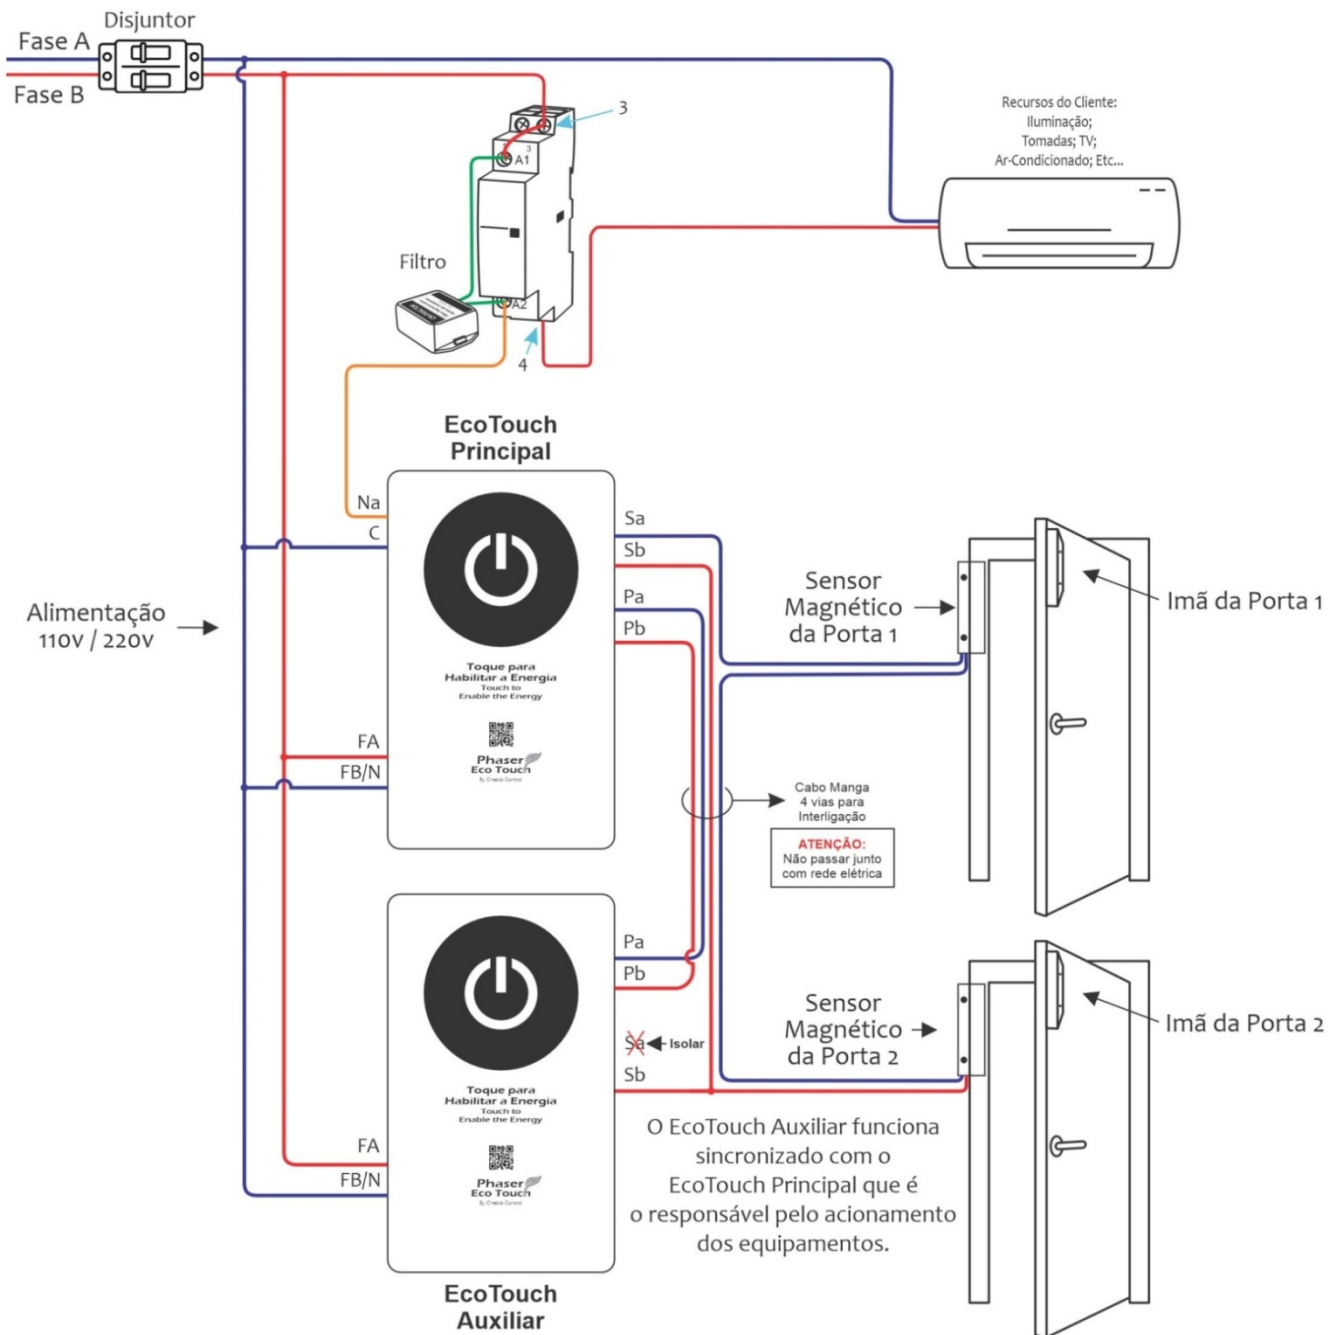 Disjuntor
Fase A
Fase B
3
3
A1
Filtro
A2
4
Recursos do Cliente:
Iluminação;
Tomadas; TV;
Ar-Condicionado; Etc...
EcoTouch
Principal
Na
C
Sa
Sb
Pa
Pb
Alimentação
110v / 220v
Toque para
Habilitar a Energia
Touch to
Enable the Energy
FA
FB/N
Phaser
Eco Touch
Sensor
Magnético
da Porta 1
Imã da Porta 1
Cabo Manga
4 vias para
Interligação
ATENÇÃO:
Não passar junto
com rede elétrica
Pa
Pb
Sa
Isolar
Sb
Toque para
Habilitar a Energia
Touch to
Enable the Energy
FA
FB/N
Phaser
Eco Touch
Sensor
Magnético
da Porta 2
Imã da Porta 2
O EcoTouch Auxiliar funciona
sincronizado com o
EcoTouch Principal que é
o responsável pelo acionamento
dos equipamentos.
EcoTouch
Auxiliar